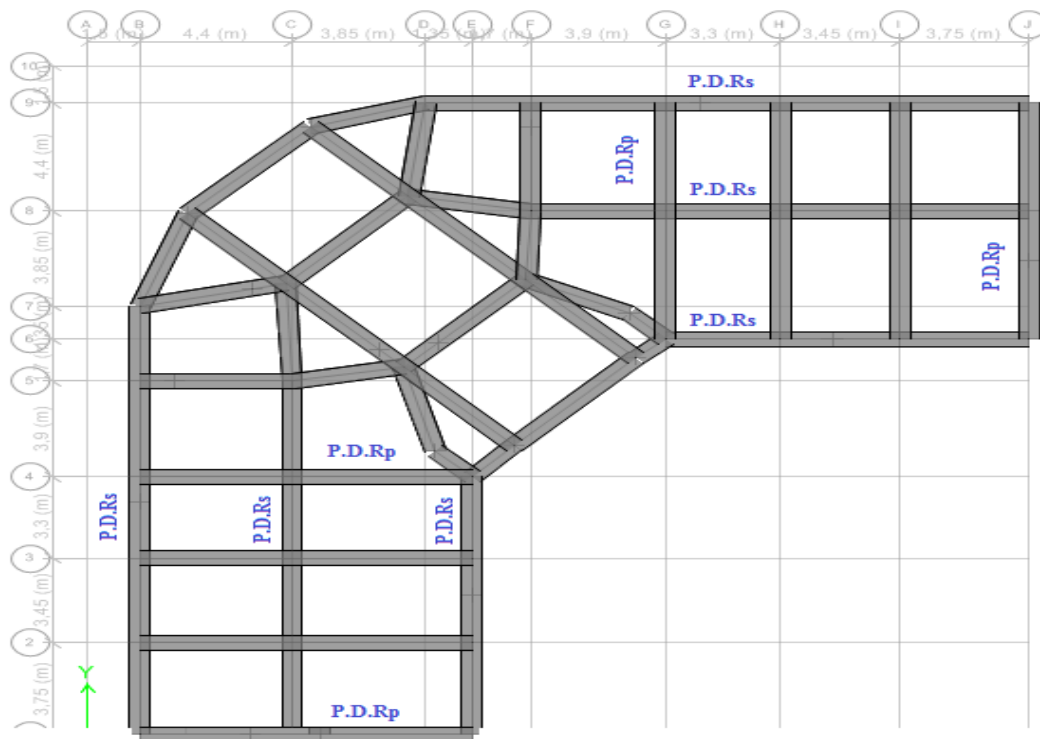 A B C D E F G H I J
4,4 (m) 3,85 (m) 3,9 (m) 3,3 (m) 3,45 (m) 3,75 (m)
10
P.D.Rs
9
4,4 (m)
P.D.Rp
P.D.Rs
8
3,85 (m)
P.D.Rp
7
P.D.Rs
6
5
3,9 (m)
P.D.Rp
4
P.D.Rs P.D.Rs P.D.Rs
3,3 (m)
3
3,45 (m)
2
Y
3,75 (m)
P.D.Rp